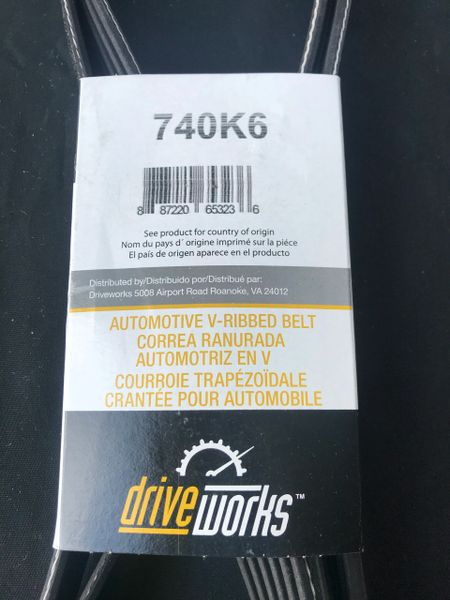 740K6
8 87220 65323 6
See product for country of origin
Nom du pays d´ origine imprimé sur la piéce
El país de origen aparece en el producto
Distributed by/Distribuido por/Distribué par:
Driveworks 5008 Airport Road Roanoke, VA 24012
AUTOMOTIVE V-RIBBED BELT
CORREA RANURADA
AUTOMOTRIZ EN V
COURROIE TRAPÉZOÏDALE
CRANTÉE POUR AUTOMOBILE
driveworks™